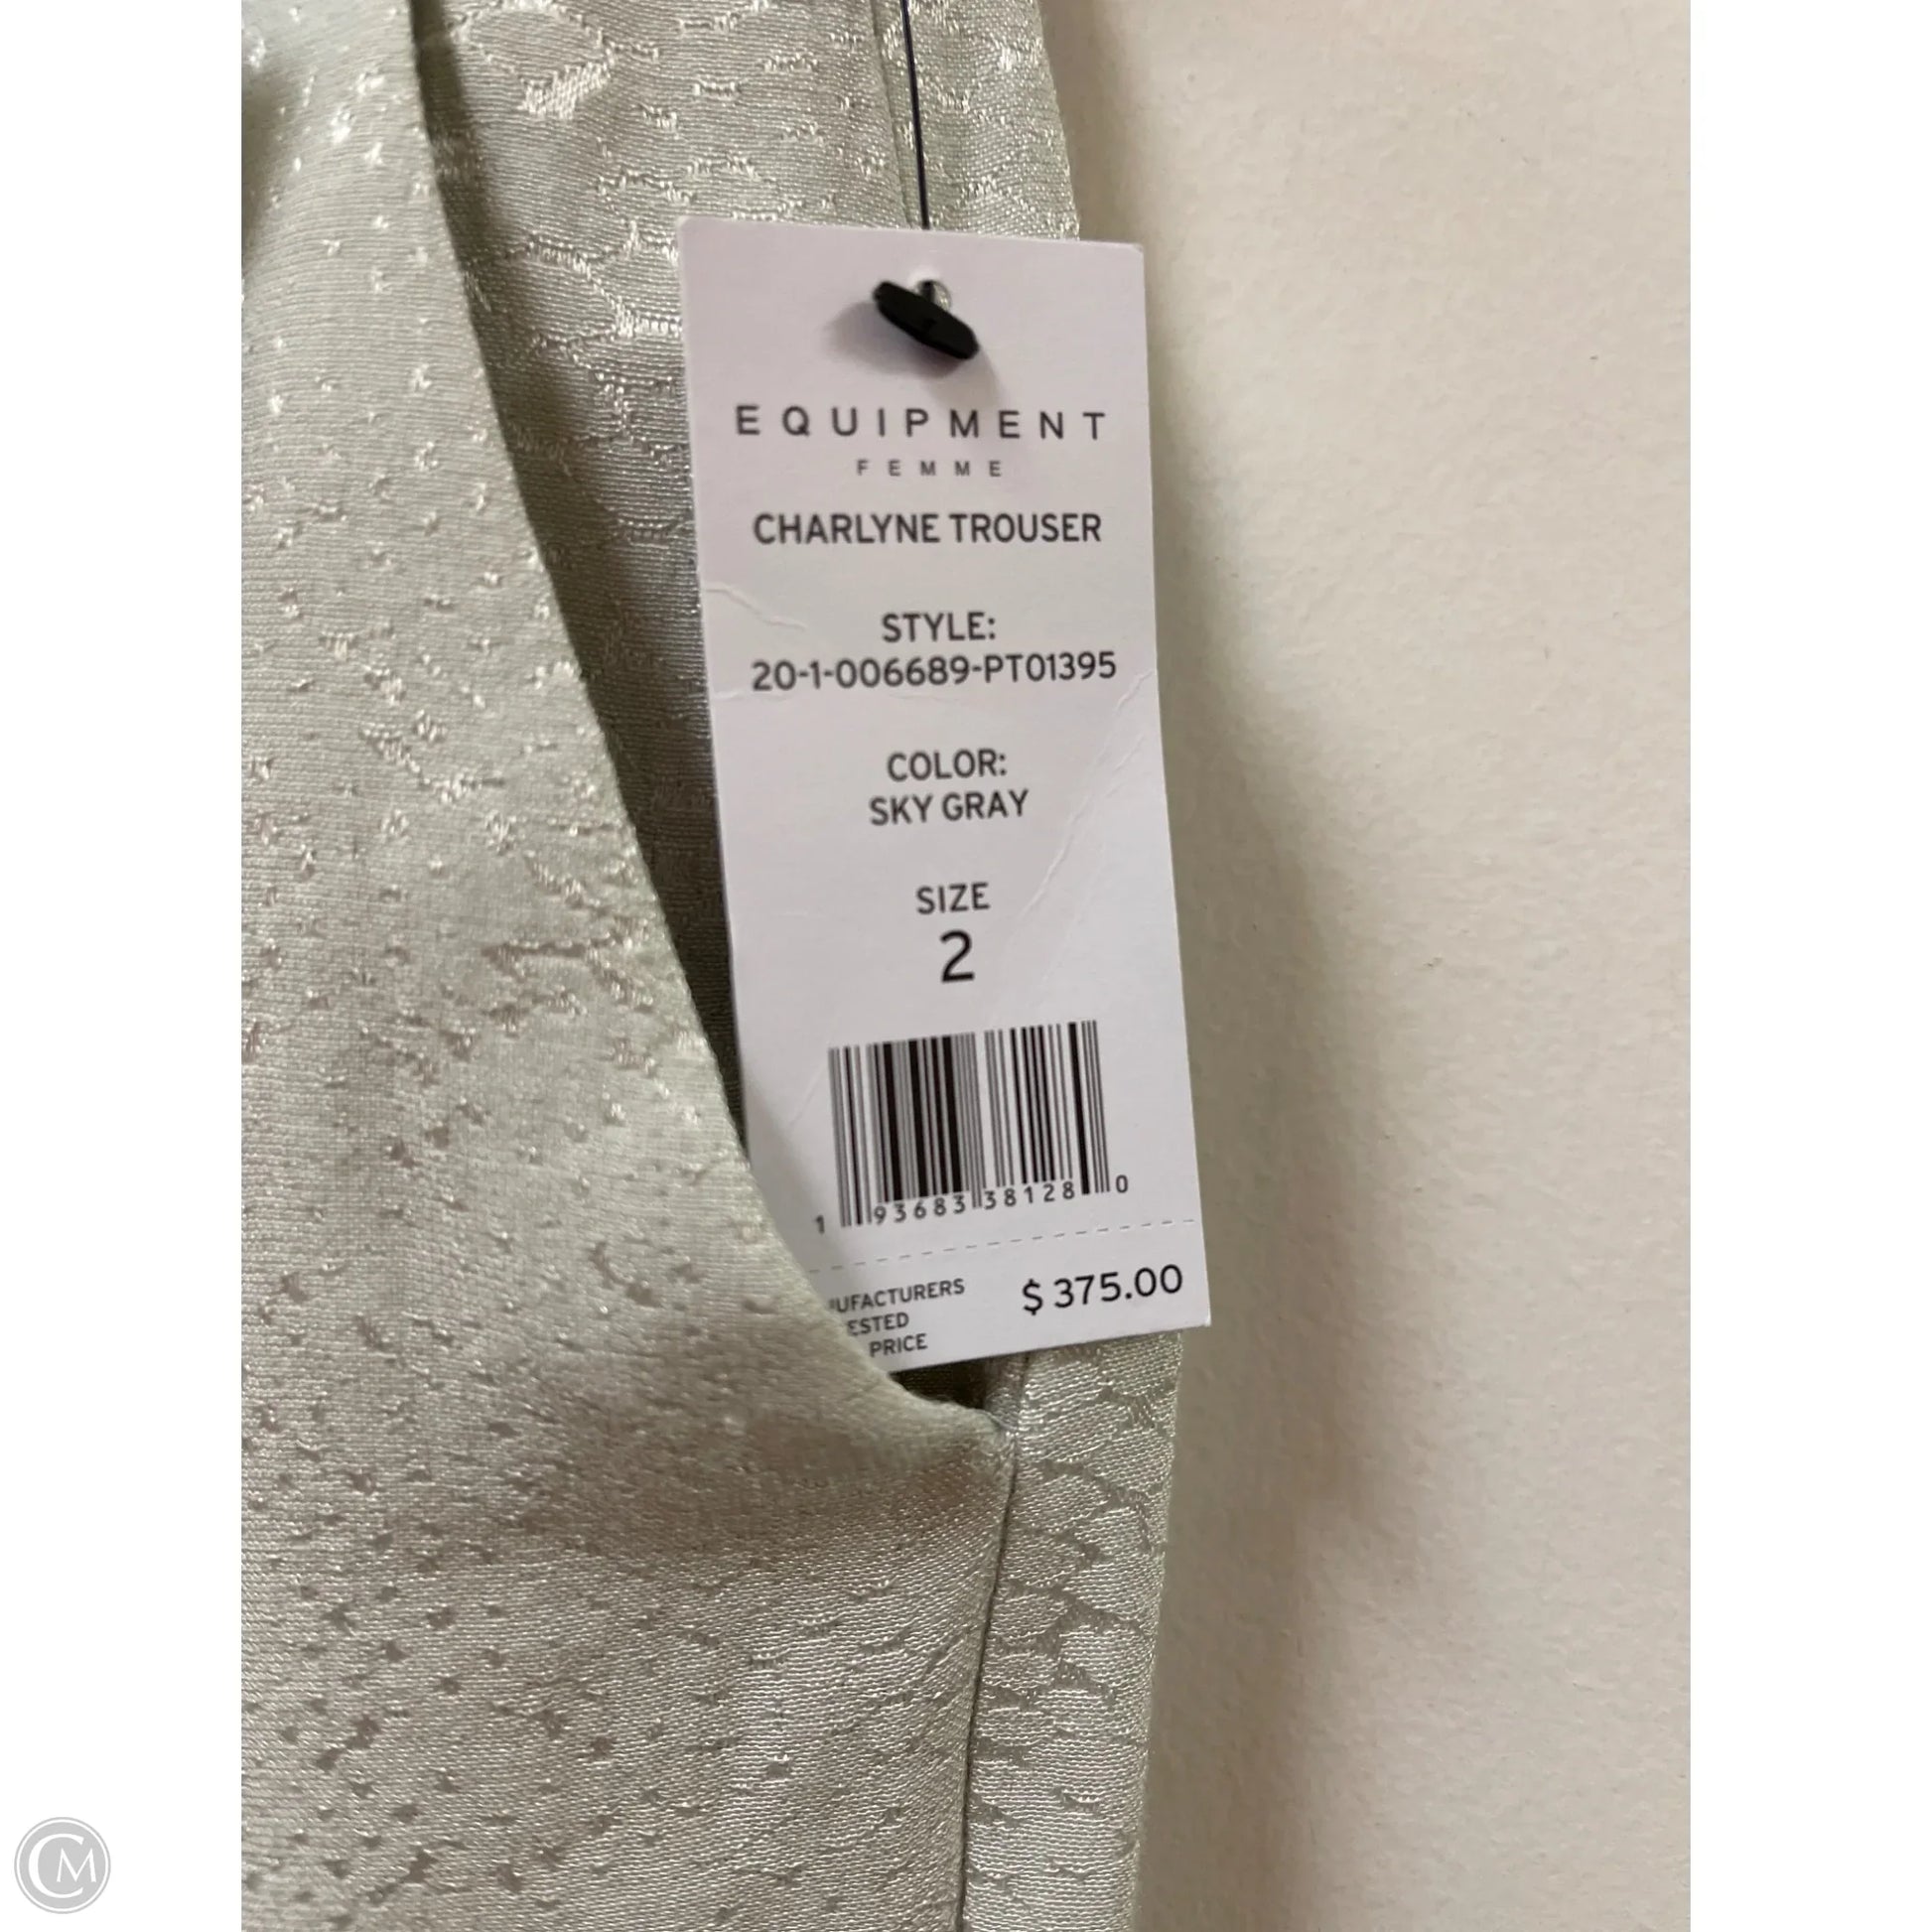 EQUIPMENT
FEMME
CHARLYNE TROUSER
STYLE:
20-1-006689-PT01395
COLOR:
SKY GRAY
SIZE
2
1 93683 38128 0
$ 375.00
PRICE
CM